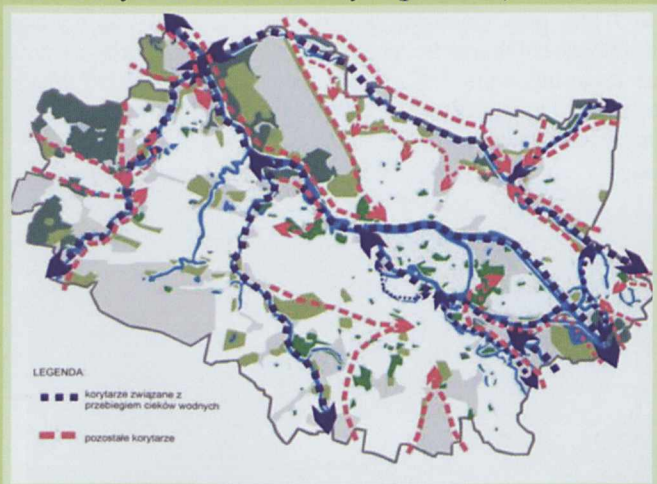 LEGENDA:
korytarze związane z
przebiegiem cieków wodnych
pozostałe korytarze